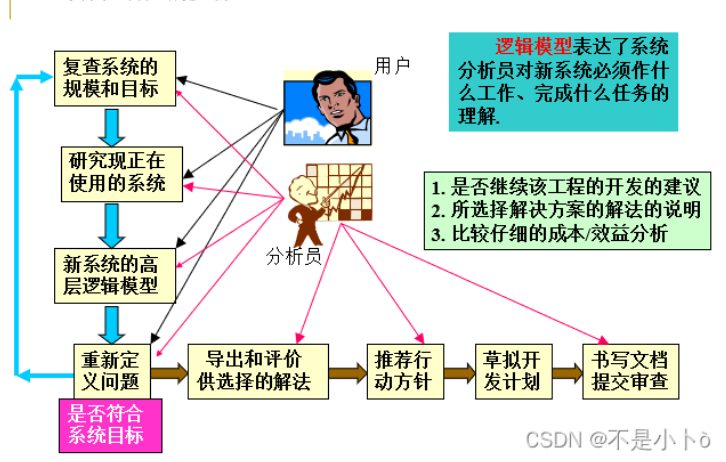 复查系统的
规模和目标
用户
逻辑模型表达了系统
分析员对新系统必须作什
么工作、完成什么任务的
理解.
研究现正在
使用的系统
1. 是否继续该工程的开发的建议
2. 所选择解决方案的解法的说明
3. 比较仔细的成本/效益分析
分析员
新系统的高
层逻辑模型
重新定
义问题
导出和评价
供选择的解法
推荐行
动方针
草拟开
发计划
书写文档
提交审查
是否符合
系统目标
CSDN @不是小卜ò